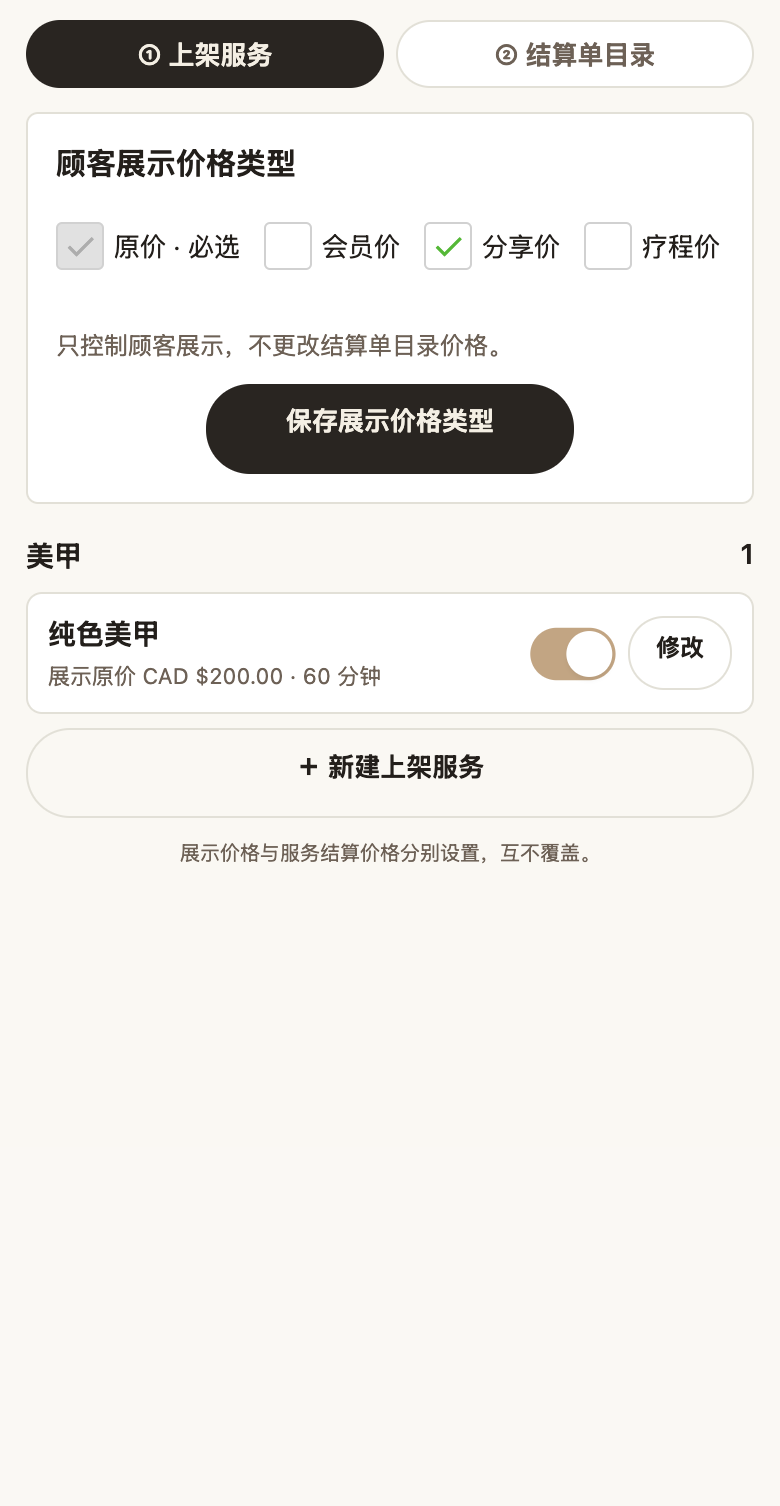 ① 上架服务
② 结算单目录
顾客展示价格类型
原价 · 必选 会员价 分享价 疗程价
只控制顾客展示，不更改结算单目录价格。
保存展示价格类型
美甲 1
纯色美甲
展示原价 CAD $200.00 · 60 分钟
修改
+ 新建上架服务
展示价格与服务结算价格分别设置，互不覆盖。